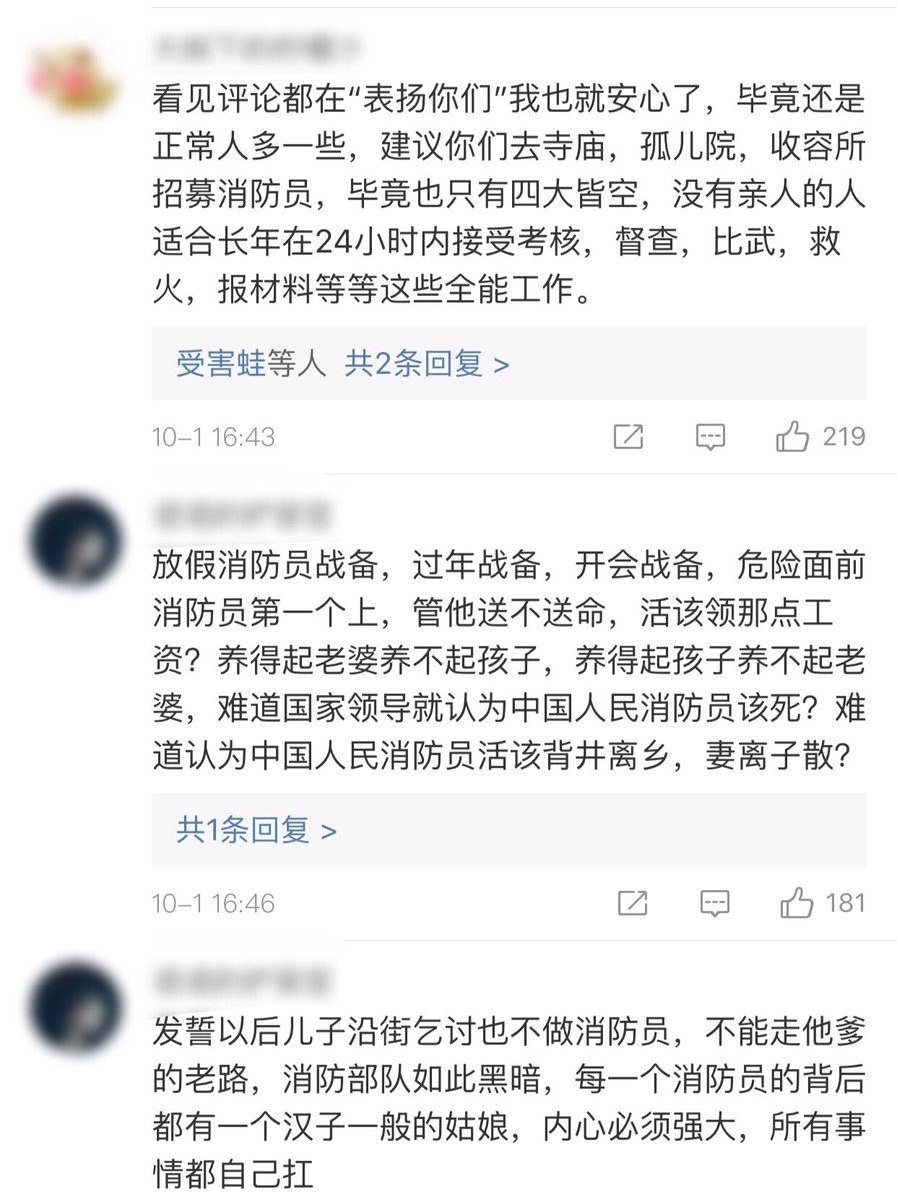 看见评论都在“表扬你们”我也就安心了，毕竟还是
正常人多一些，建议你们去寺庙，孤儿院，收容所
招募消防员，毕竟也只有四大皆空，没有亲人的人
适合长年在24小时内接受考核，督查，比武，救
火，报材料等等这些全能工作。
受害蛙等人 共2条回复 >
10-1 16:43
219
放假消防员战备，过年战备，开会战备，危险面前
消防员第一个上，管他送不送命，活该领那点工
资？养得起老婆养不起孩子，养得起孩子养不起老
婆，难道国家领导就认为中国人民消防员该死？难
道认为中国人民消防员活该背井离乡，妻离子散？
共1条回复 >
10-1 16:46
181
发誓以后儿子沿街乞讨也不做消防员，不能走他爹
的老路，消防部队如此黑暗，每一个消防员的背后
都有一个汉子一般的姑娘，内心必须强大，所有事
情都自己扛